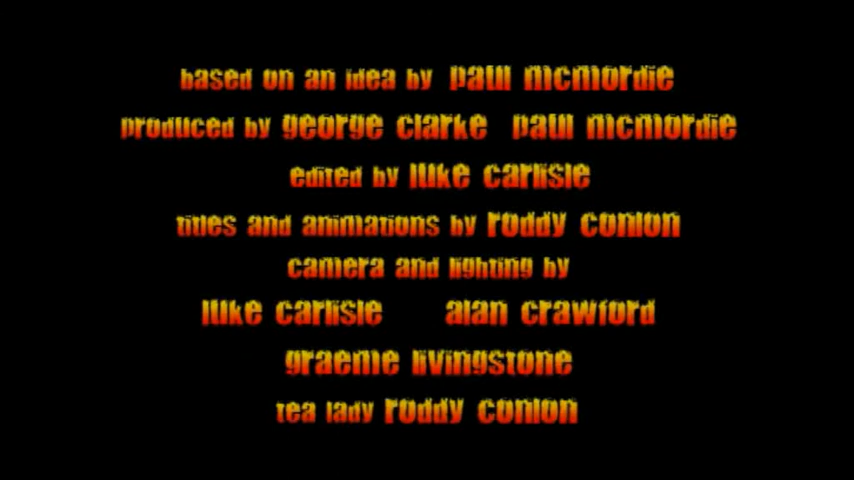 based on an idea by paul mcmordie
produced by george clarke paul mcmordie
edited by luke carlisle
titles and animations by roddy conlon
camera and lighting by
luke carlisle alan crawford
graeme livingstone
tea lady roddy conlon